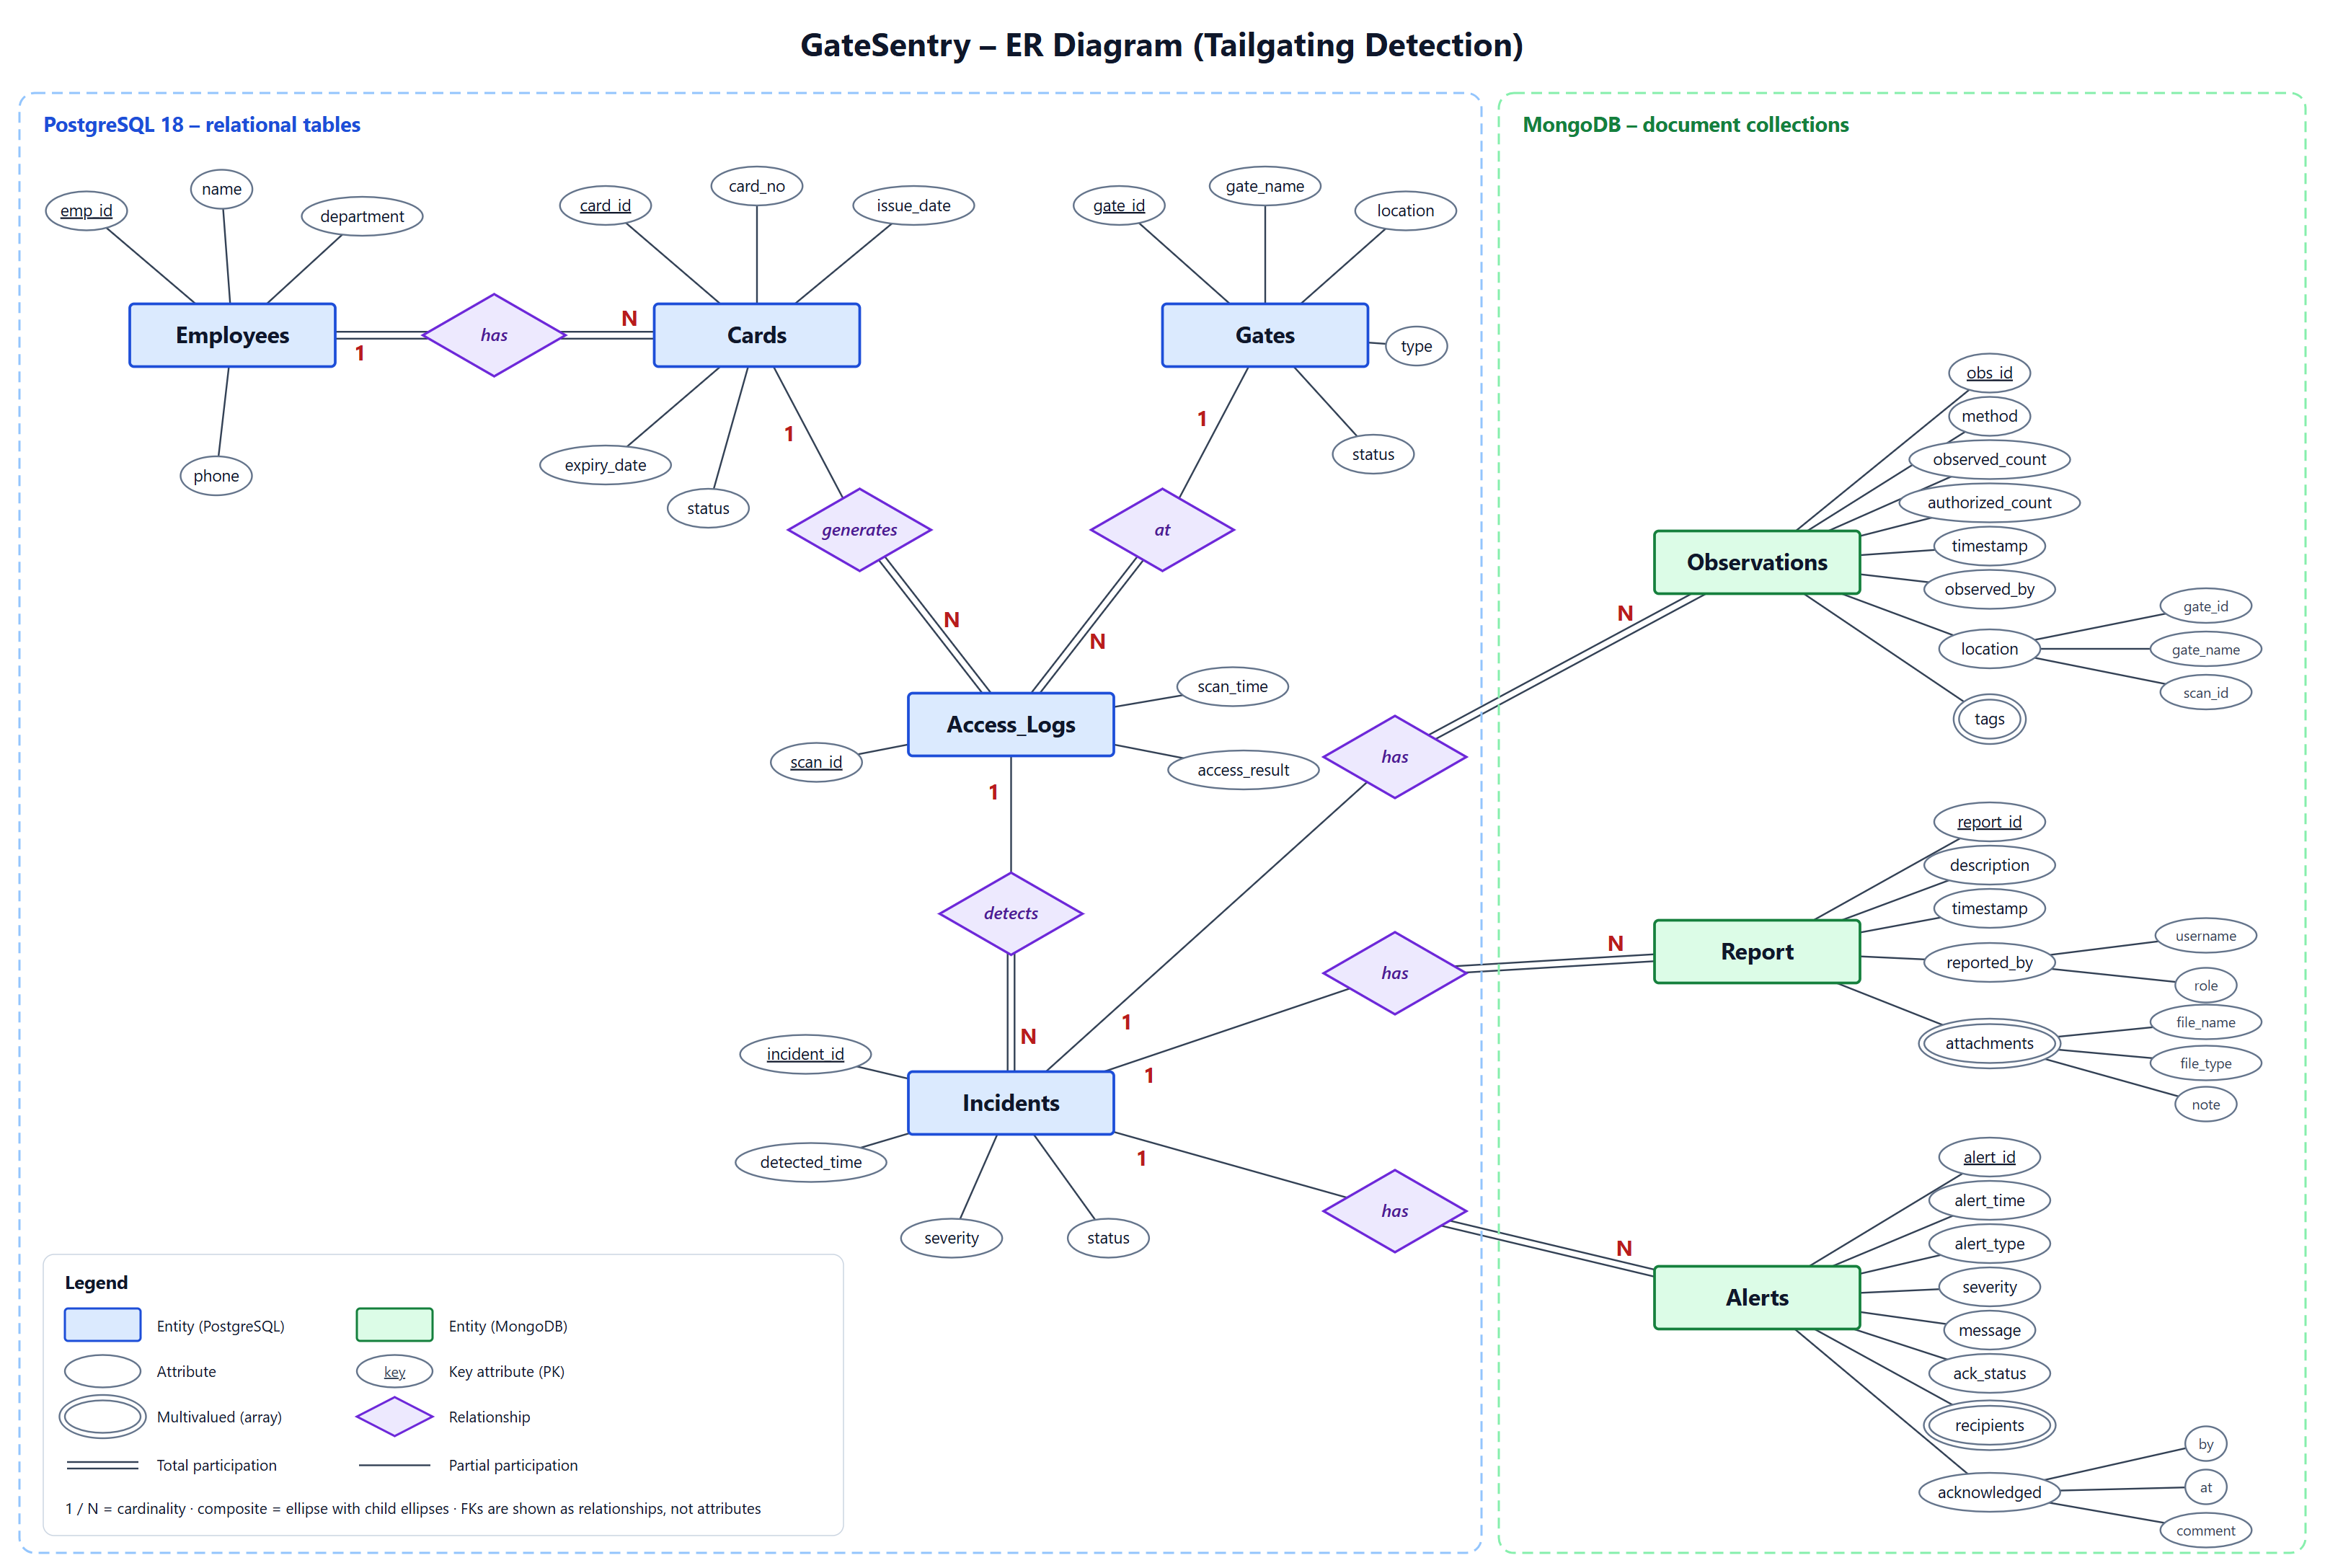 GateSentry – ER Diagram (Tailgating Detection)
PostgreSQL 18 – relational tables
MongoDB – document collections
emp_id
name
department
card_id
card_no
issue_date
gate_id
gate_name
location
Employees
1
has
N
Cards
Gates
type
phone
expiry_date
status
1
1
status
generates
at
N
N
obs_id
method
observed_count
authorized_count
Observations
timestamp
observed_by
location
gate_id
gate_name
scan_id
tags
N
Access_Logs
scan_time
scan_id
access_result
has
1
detects
N
1
report_id
description
timestamp
Report
reported_by
username
role
attachments
file_name
file_type
note
has
N
1
incident_id
Incidents
detected_time
severity
status
1
has
N
alert_id
alert_time
alert_type
Alerts
severity
message
ack_status
recipients
acknowledged
by
at
comment
Legend
Entity (PostgreSQL)
Entity (MongoDB)
Attribute
key
Key attribute (PK)
Multivalued (array)
Relationship
Total participation
Partial participation
1 / N = cardinality · composite = ellipse with child ellipses · FKs are shown as relationships, not attributes